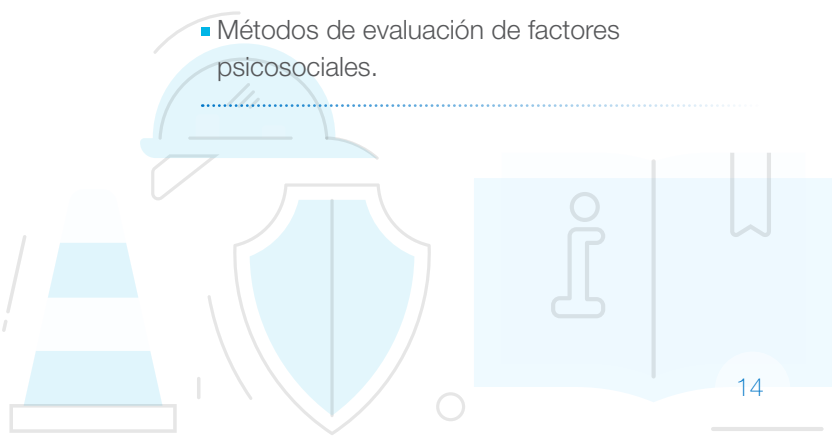 ▪ Métodos de evaluación de factores
psicosociales.
14